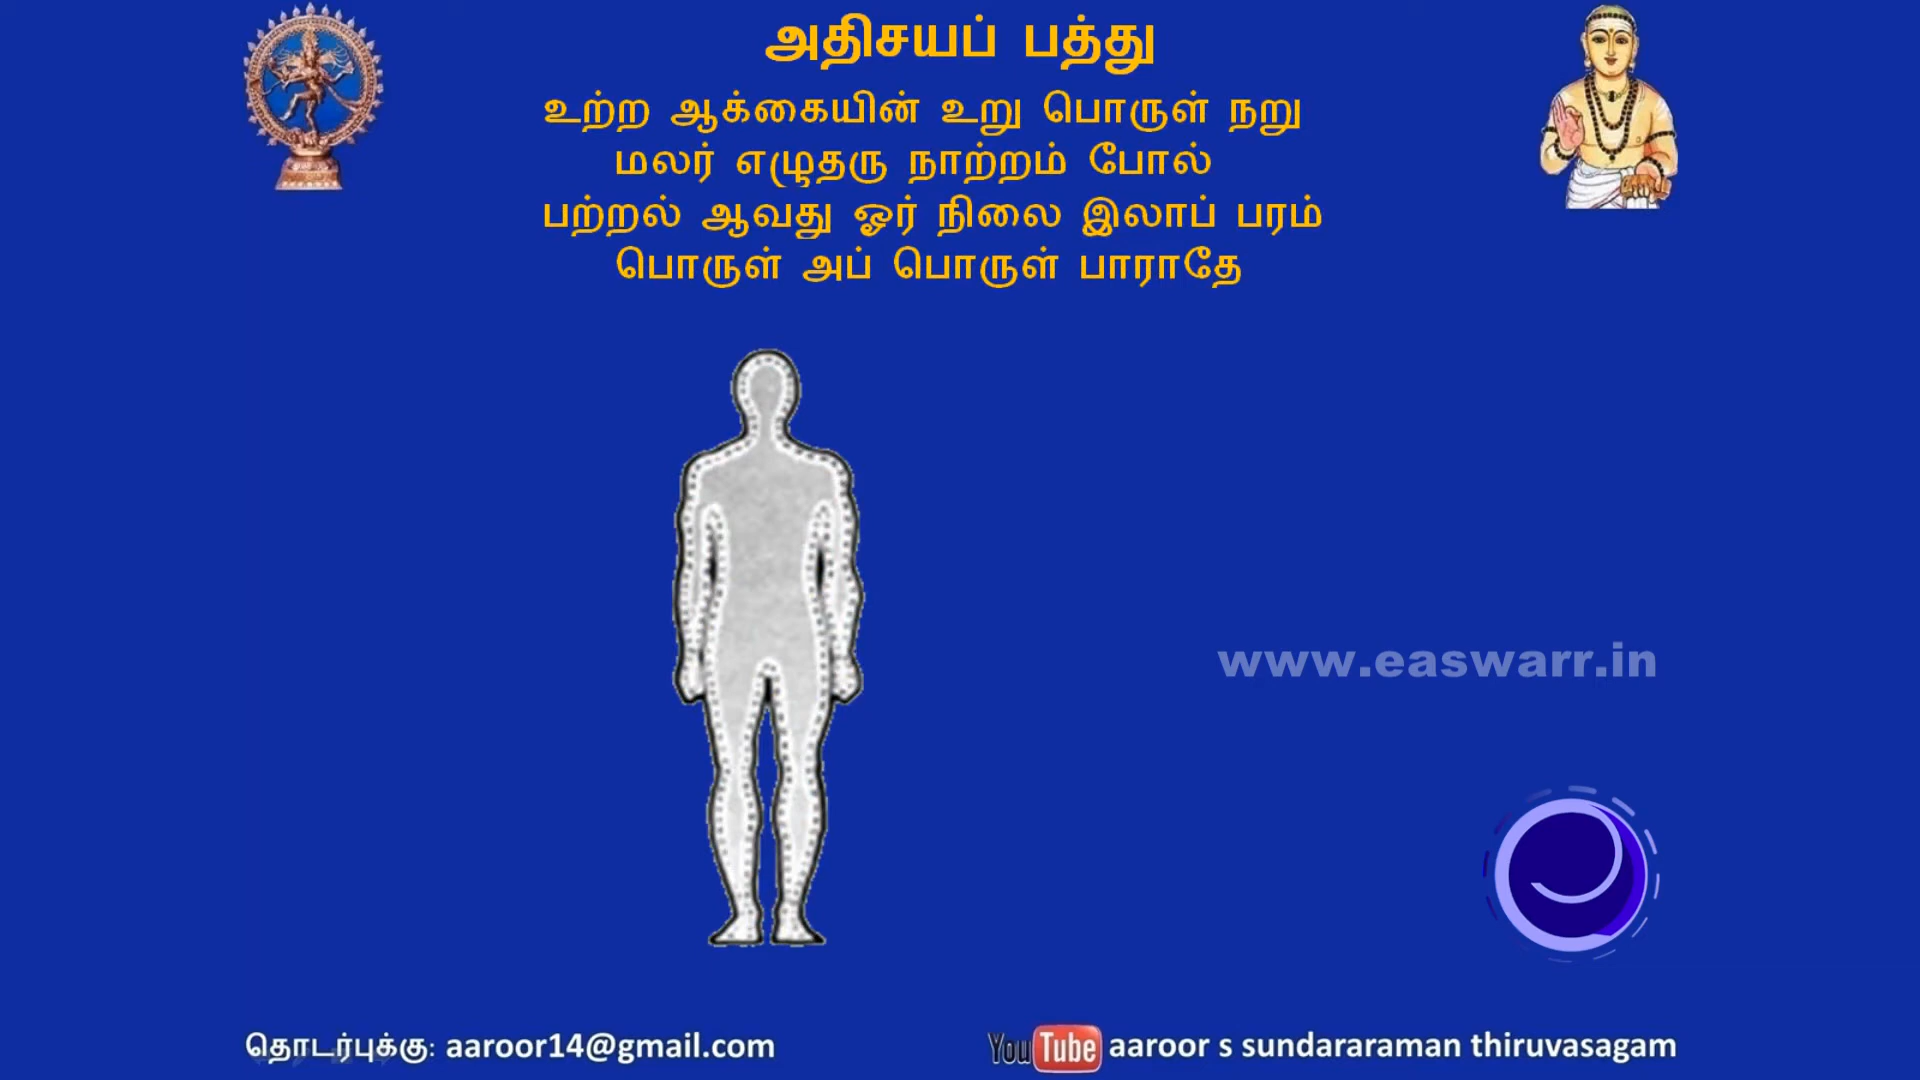 அதிசயப் பத்து
உற்ற ஆக்கையின் உறு பொருள் நறு
மலர் எழுதரு நாற்றம் போல்
பற்றல் ஆவது ஓர் நிலை இலாப் பரம்
பொருள் அப் பொருள் பாராதே
www.easwarr.in
தொடர்புக்கு: aaroor14@gmail.com
YouTube aaroor s sundararaman thiruvasagam